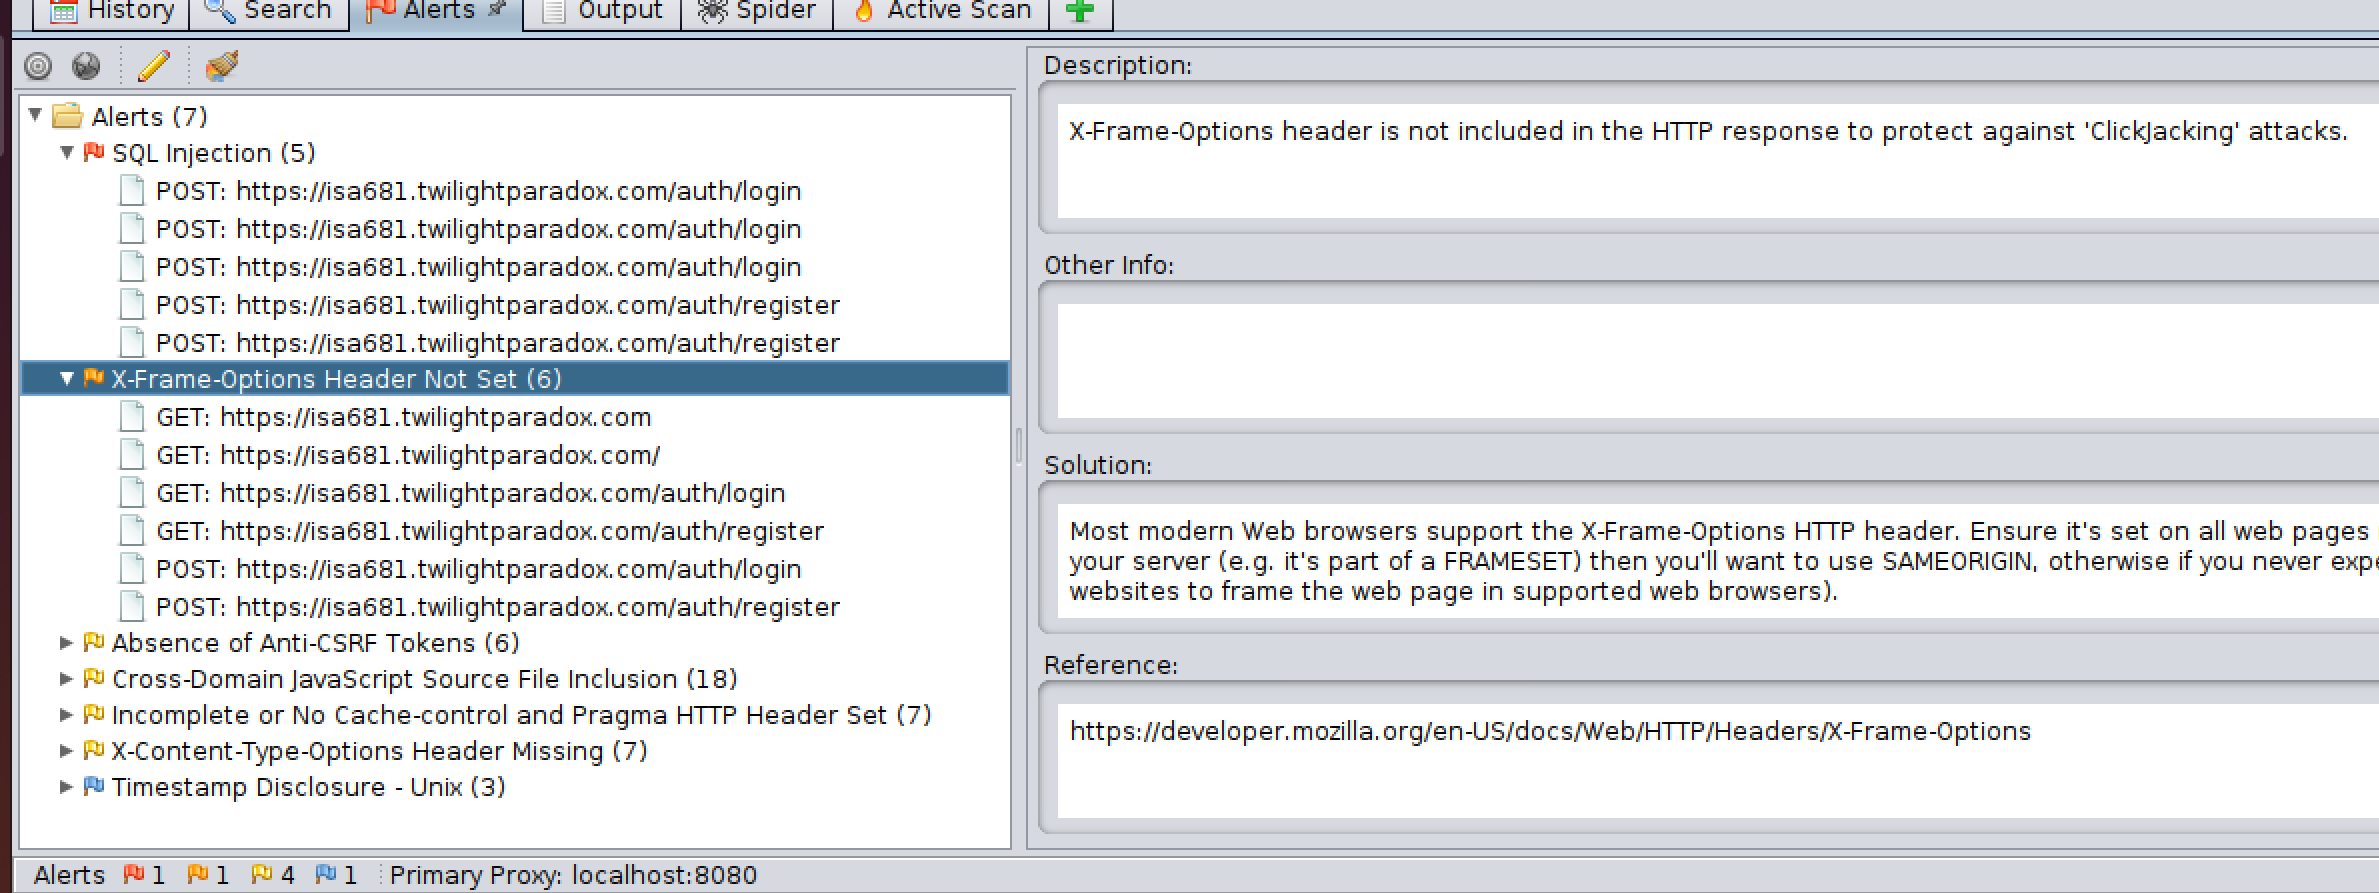 History Search Alerts Output Spider Active Scan
Alerts (7)
SQL Injection (5)
POST: https://isa681.twilightparadox.com/auth/login
POST: https://isa681.twilightparadox.com/auth/login
POST: https://isa681.twilightparadox.com/auth/login
POST: https://isa681.twilightparadox.com/auth/register
POST: https://isa681.twilightparadox.com/auth/register
X-Frame-Options Header Not Set (6)
GET: https://isa681.twilightparadox.com
GET: https://isa681.twilightparadox.com/
GET: https://isa681.twilightparadox.com/auth/login
GET: https://isa681.twilightparadox.com/auth/register
POST: https://isa681.twilightparadox.com/auth/login
POST: https://isa681.twilightparadox.com/auth/register
Absence of Anti-CSRF Tokens (6)
Cross-Domain JavaScript Source File Inclusion (18)
Incomplete or No Cache-control and Pragma HTTP Header Set (7)
X-Content-Type-Options Header Missing (7)
Timestamp Disclosure - Unix (3)
Description:
X-Frame-Options header is not included in the HTTP response to protect against 'ClickJacking' attacks.
Other Info:
Solution:
Most modern Web browsers support the X-Frame-Options HTTP header. Ensure it's set on all web pages
your server (e.g. it's part of a FRAMESET) then you'll want to use SAMEORIGIN, otherwise if you never
websites to frame the web page in supported web browsers).
Reference:
https://developer.mozilla.org/en-US/docs/Web/HTTP/Headers/X-Frame-Options
Alerts 1 1 4 1 Primary Proxy: localhost:8080